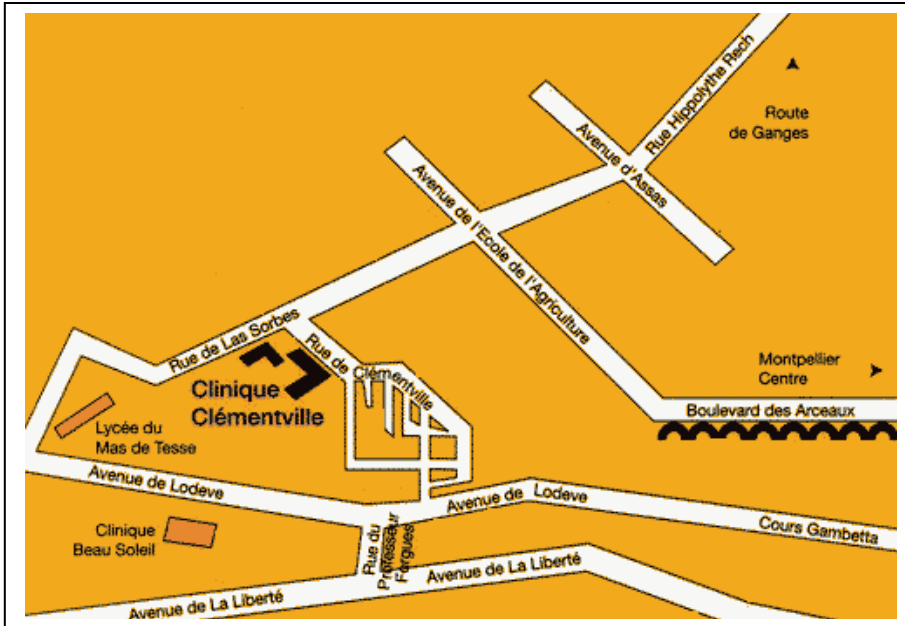 Rue Hippolythe Rech
Route
de Ganges
Avenue d'Assas
Avenue de l'Ecole de l'Agriculture
Rue de Las Sorbes
Rue de Clémentville
Clinique
Clémentville
Montpellier
Centre
Boulevard des Arceaux
Lycée du
Mas de Tesse
Avenue de Lodeve
Avenue de Lodeve
Cours Gambetta
Clinique
Beau Soleil
Rue du
Professeur
Forgues
Avenue de La Liberté
Avenue de La Liberté